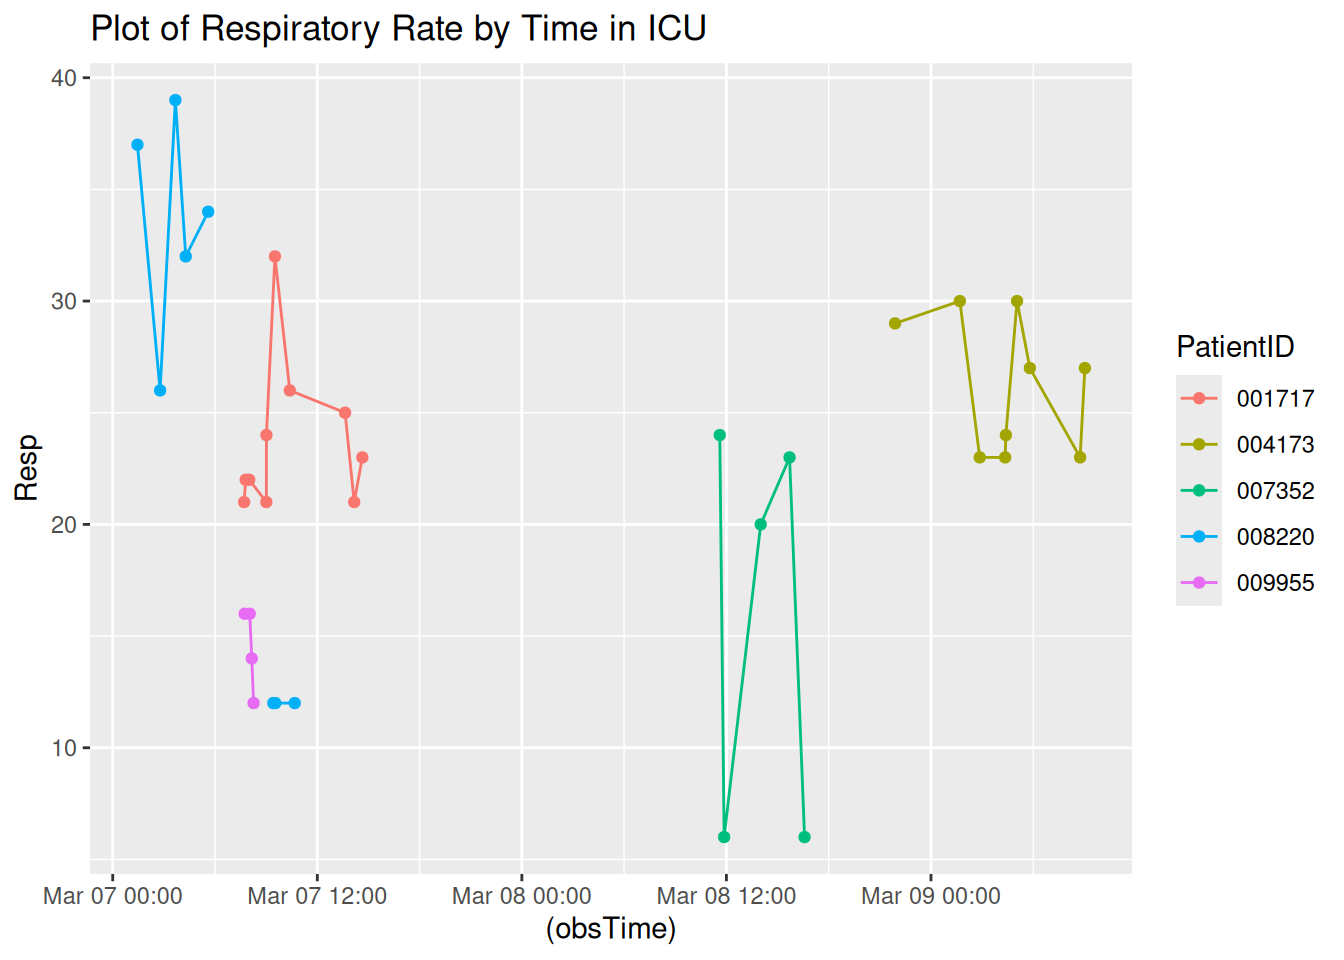 Plot of Respiratory Rate by Time in ICU
40
30
20
10
Resp
Mar 07 00:00
Mar 07 12:00
Mar 08 00:00
Mar 08 12:00
Mar 09 00:00
(obsTime)
PatientID
001717
004173
007352
008220
009955